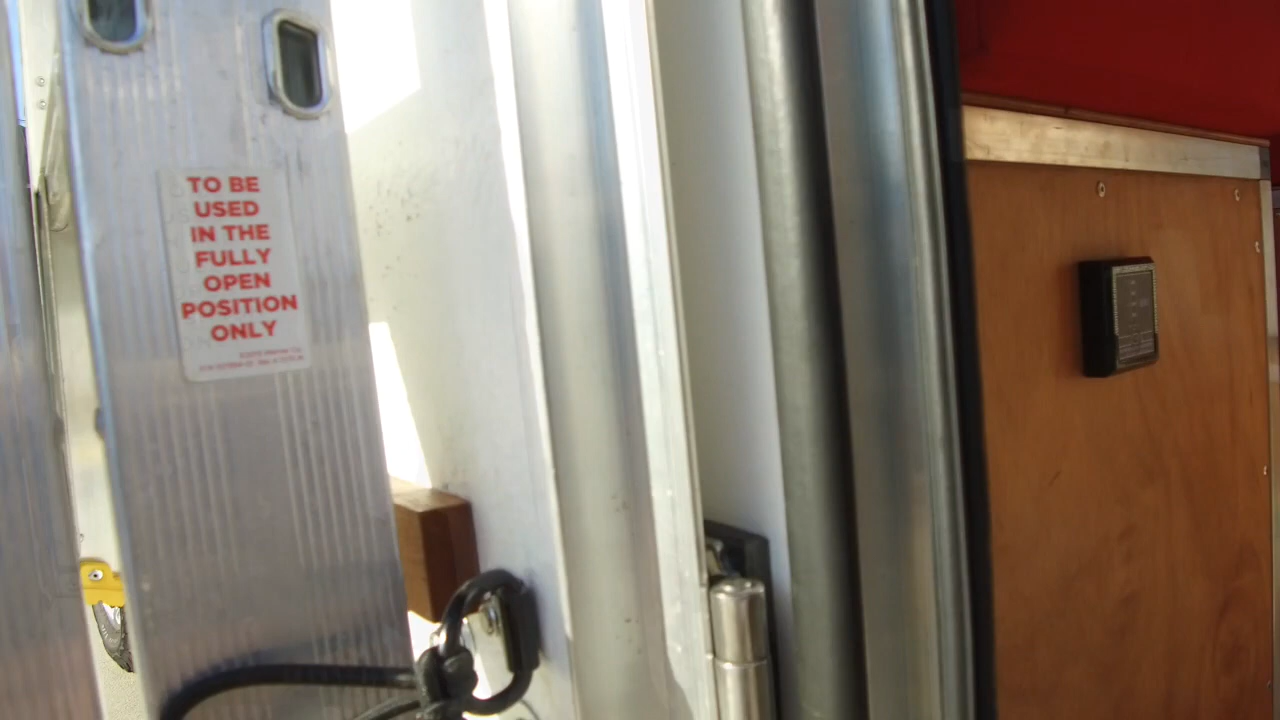 TO BE
USED
IN THE
FULLY
OPEN
POSITION
ONLY